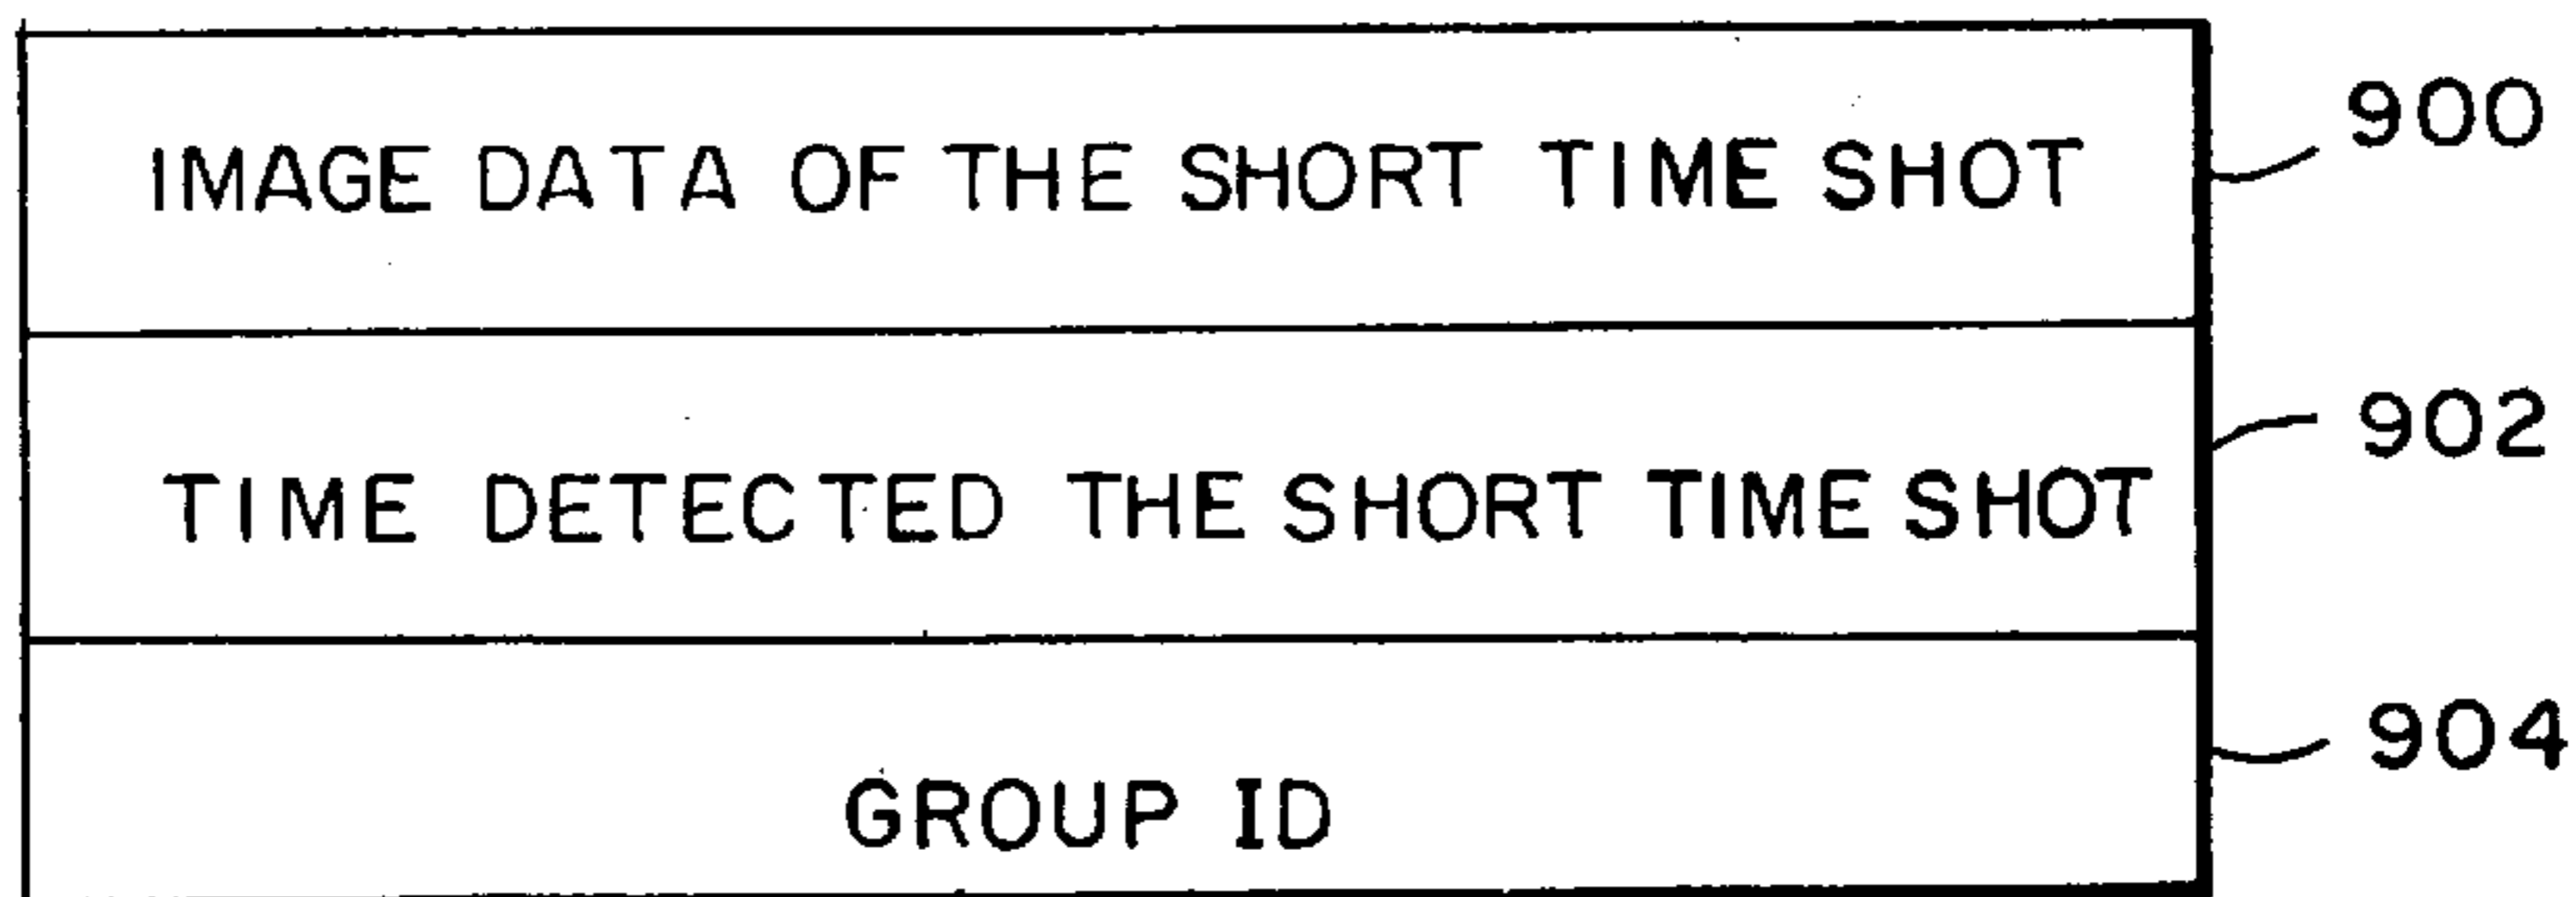 IMAGE DATA OF THE SHORT TIME SHOT 900
TIME DETECTED THE SHORT TIME SHOT 902
GROUP ID 904